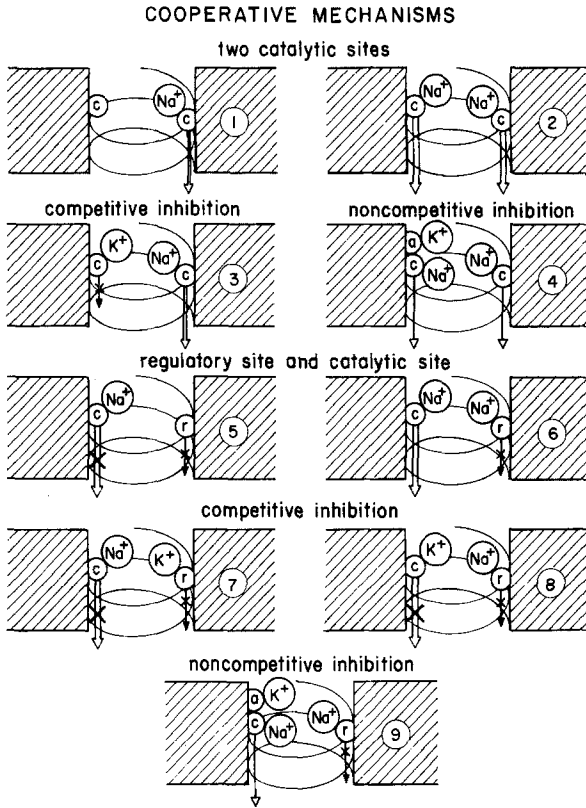 COOPERATIVE MECHANISMS
two catalytic sites
c Na+ c 1
c Na+ Na+ c 2
competitive inhibition noncompetitive inhibition
c K+ Na+ c 3
a K+ c Na+ Na+ c 4
regulatory site and catalytic site
c Na+ r 5
c Na+ Na+ r 6
competitive inhibition
c Na+ K+ r 7
c K+ Na+ r 8
noncompetitive inhibition
a K+ c Na+ Na+ r 9